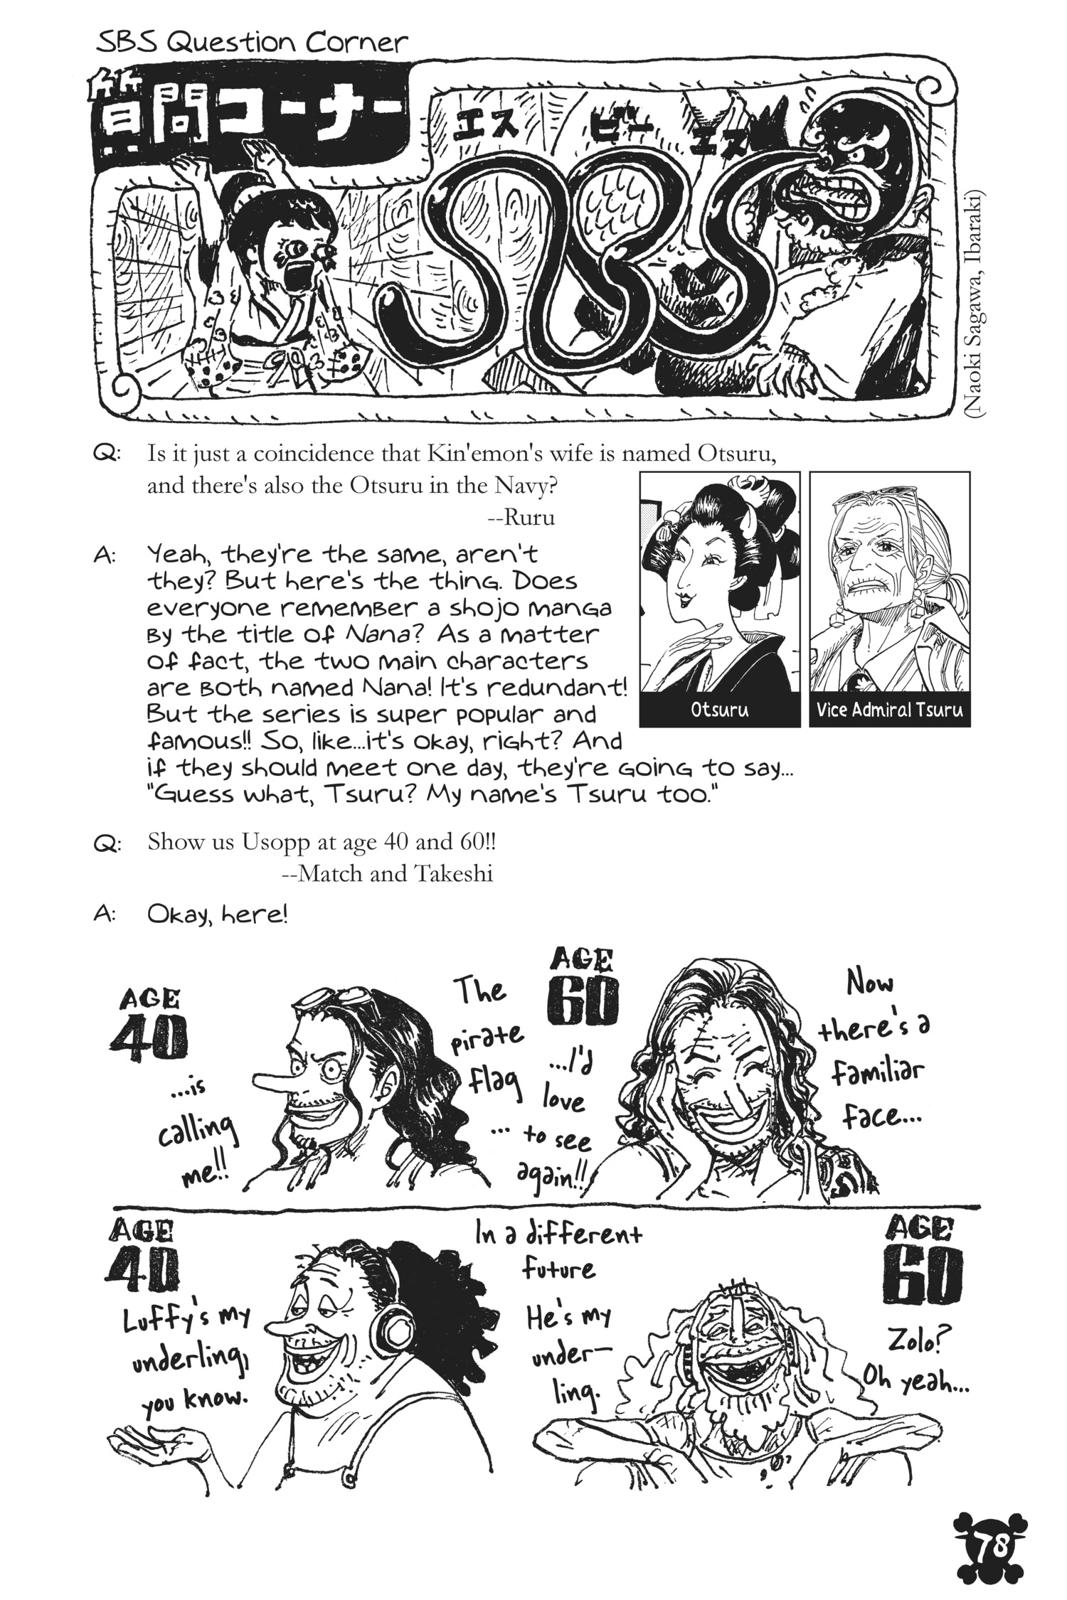 SBS Question Corner
質問コーナー
エス ビー エス
SBS
(Naoki Sagawa, Ibaraki)
Q: Is it just a coincidence that Kin'emon's wife is named Otsuru,
and there's also the Otsuru in the Navy?
--Ruru
A: Yeah, they're the same, aren't
they? But here's the thing. Does
everyone remember a shojo manga
by the title of Nana? As a matter
of fact, the two main characters
are both named Nana! It's redundant!
But the series is super popular and
famous!! So, like...it's okay, right? And
if they should meet one day, they're going to say...
"Guess what, Tsuru? My name's Tsuru too."
Otsuru
Vice Admiral Tsuru
Q: Show us Usopp at age 40 and 60!!
--Match and Takeshi
A: Okay, here!
AGE
40
The
pirate
flag
...is
calling
me!!
AGE
60
Now
there's a
familiar
face...
...I'd
love
... to see
again!!
AGE
40
Luffy's my
underling,
you know.
In a different
future
AGE
60
He's my
under-
ling.
Zolo?
Oh yeah...
78